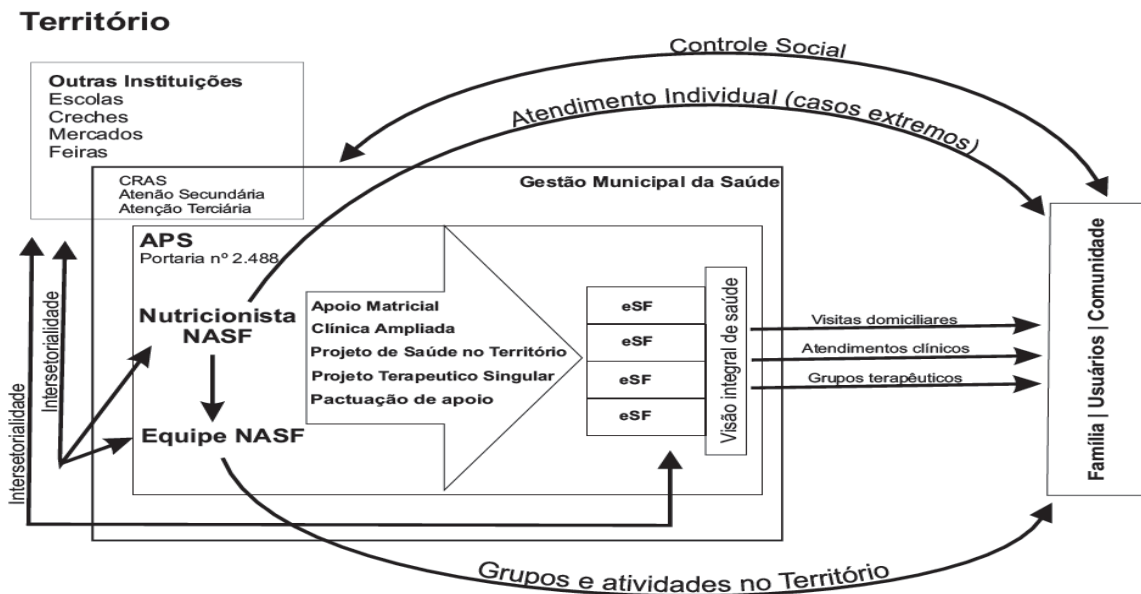 Território
Controle Social
Atendimento Individual (casos extremos)
Outras Instituições
Escolas
Creches
Mercados
Feiras
CRAS
Atenão Secundária
Atenção Terciária
Gestão Municipal da Saúde
APS
Portaria nº 2.488
Nutricionista
NASF
Equipe NASF
Apoio Matricial
Clínica Ampliada
Projeto de Saúde no Território
Projeto Terapeutico Singular
Pactuação de apoio
eSF
eSF
eSF
eSF
Visão integral de saúde
Visitas domiciliares
Atendimentos clínicos
Grupos terapêuticos
Família | Usuários | Comunidade
Intersetorialidade
Intersetorialidade
Grupos e atividades no Território